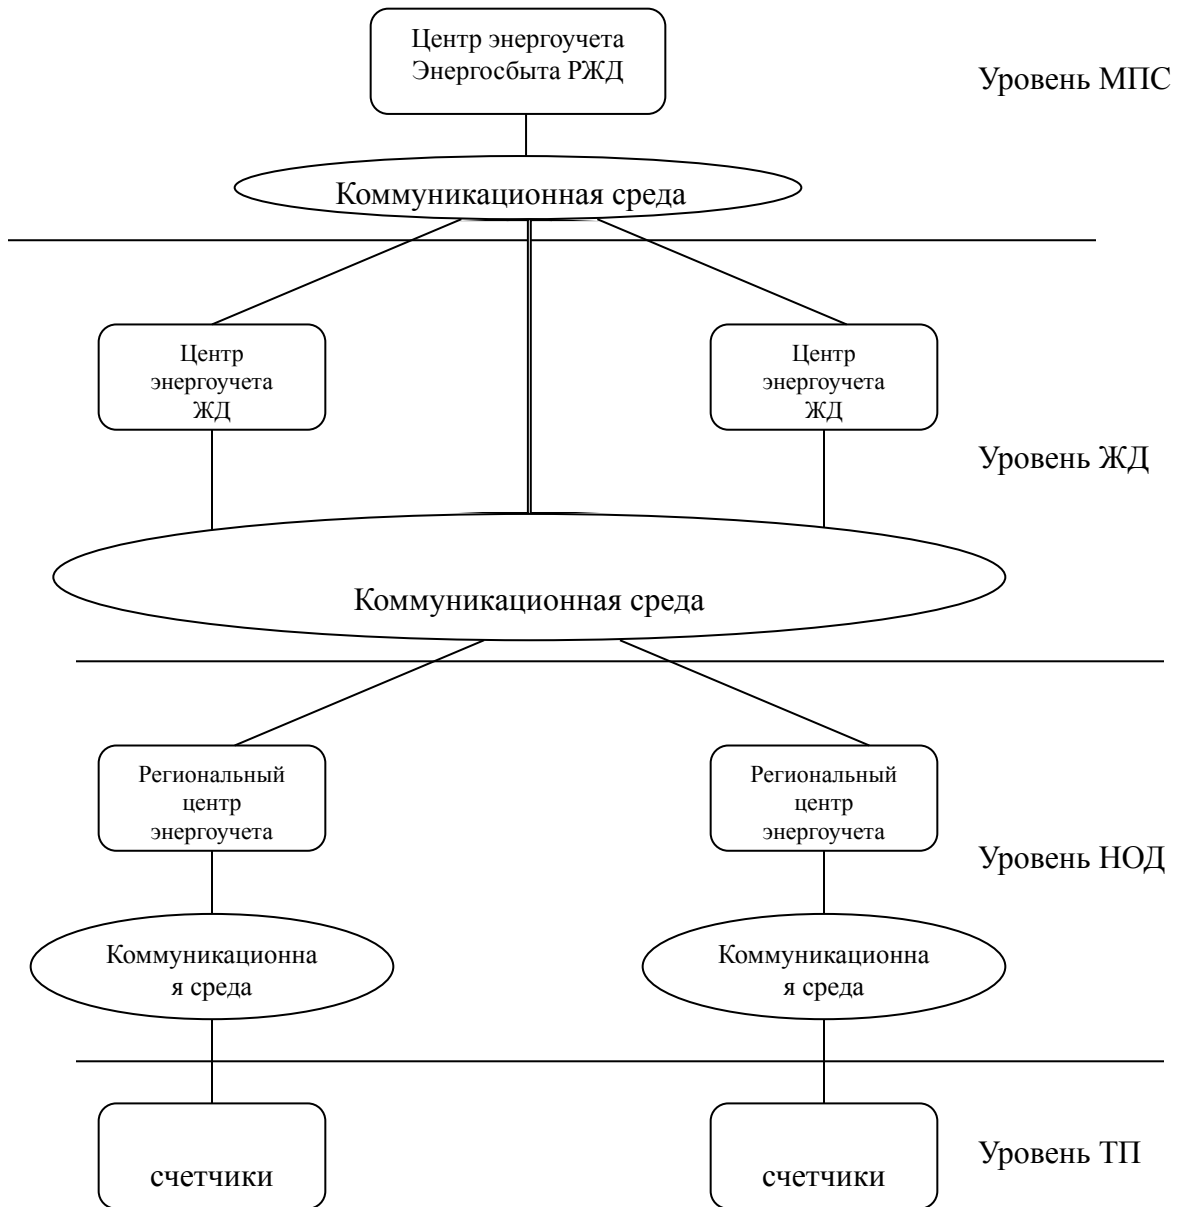 Центр энергоучета
Энергосбыта РЖД
Уровень МПС
Коммуникационная среда
Центр
энергоучета
ЖД
Центр
энергоучета
ЖД
Уровень ЖД
Коммуникационная среда
Региональный
центр
энергоучета
Региональный
центр
энергоучета
Уровень НОД
Коммуникационна
я среда
Коммуникационна
я среда
счетчики
счетчики
Уровень ТП